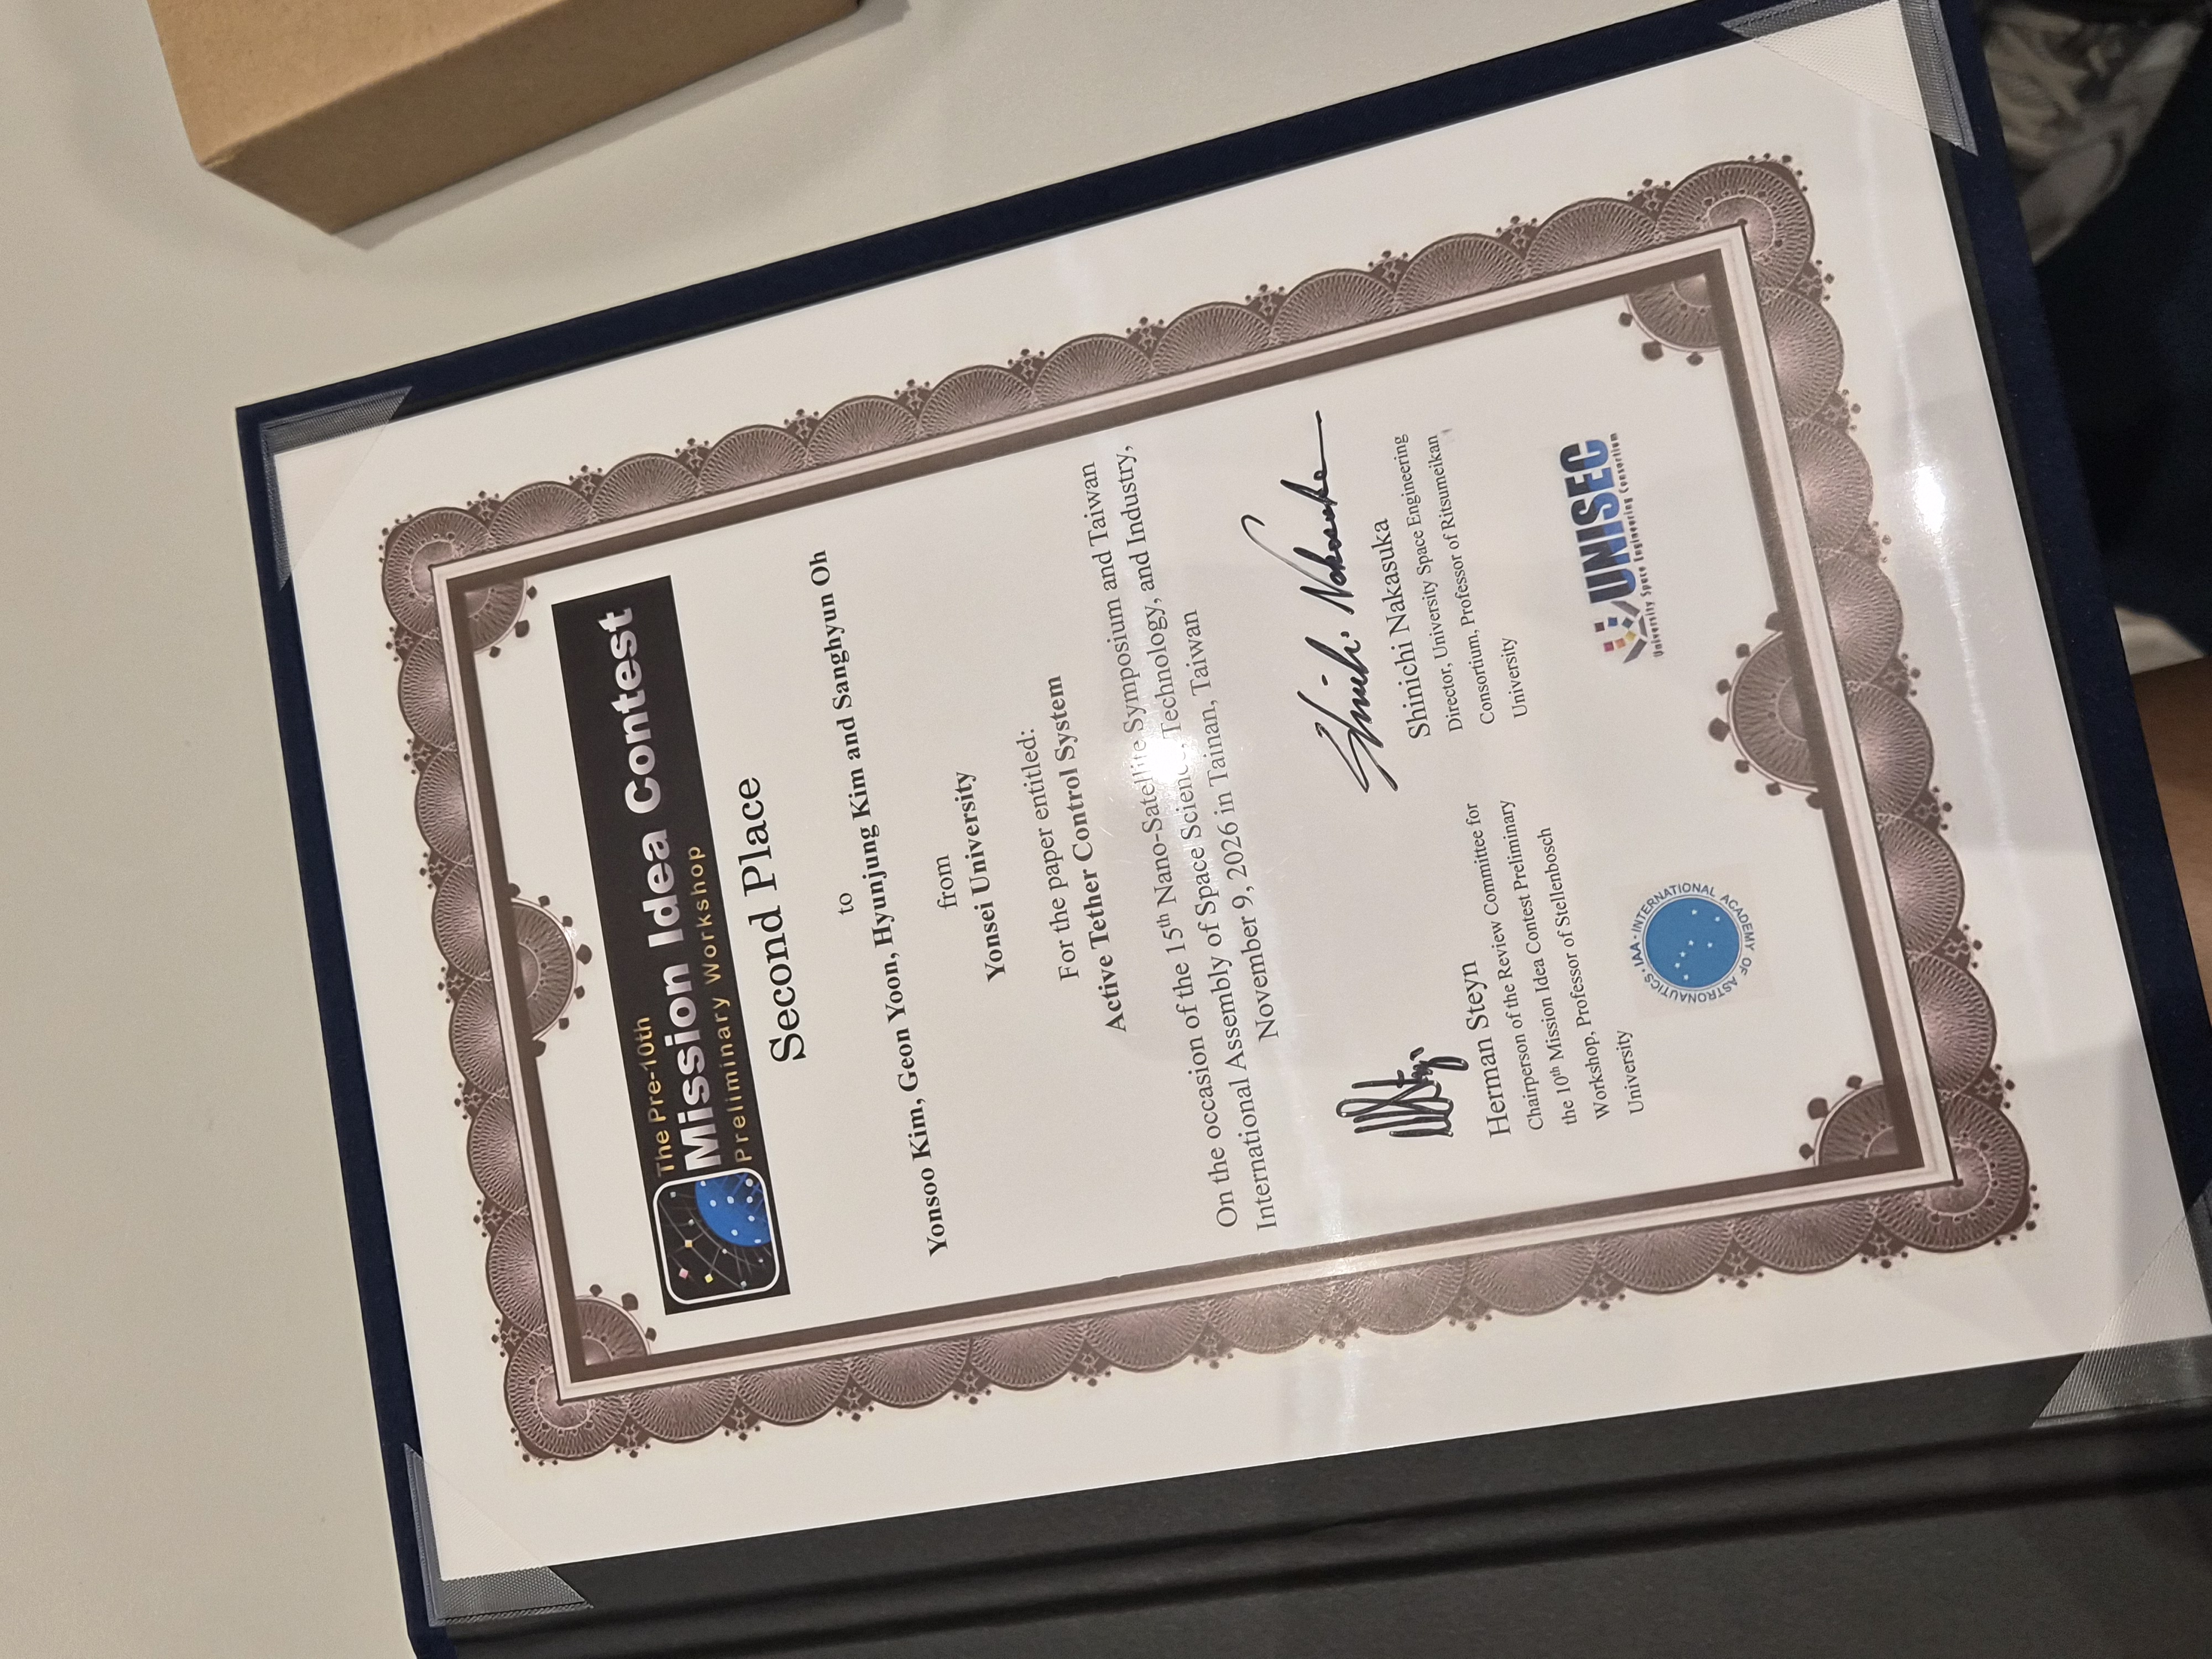 The Pre-10th
Mission Idea Contest
Preliminary Workshop
Second Place
to
Yonsoo Kim, Geon Yoon, Hyunjung Kim and Sanghyun Oh
from
Yonsei University
For the paper entitled:
Active Tether Control System
On the occasion of the 15th Nano-Satellite Symposium and Taiwan
International Assembly of Space Science, Technology, and Industry,
November 9, 2026 in Tainan, Taiwan
Herman Steyn
Chairperson of the Review Committee for
the 10th Mission Idea Contest Preliminary
Workshop, Professor of Stellenbosch
University
Shinichi Nakasuka
Shinichi Nakasuka
Director, University Space Engineering
Consortium, Professor of Ritsumeikan
University
IAA · INTERNATIONAL ACADEMY OF ASTRONAUTICS ·
UNISEC
University Space Engineering Consortium